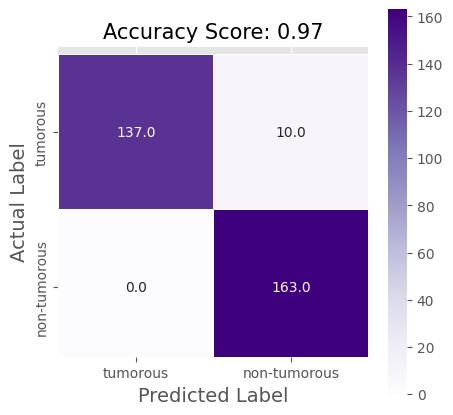 Accuracy Score: 0.97
160
140
120
100
80
60
40
20
0
Actual Label
tumorous
non-tumorous
137.0
10.0
0.0
163.0
tumorous
non-tumorous
Predicted Label